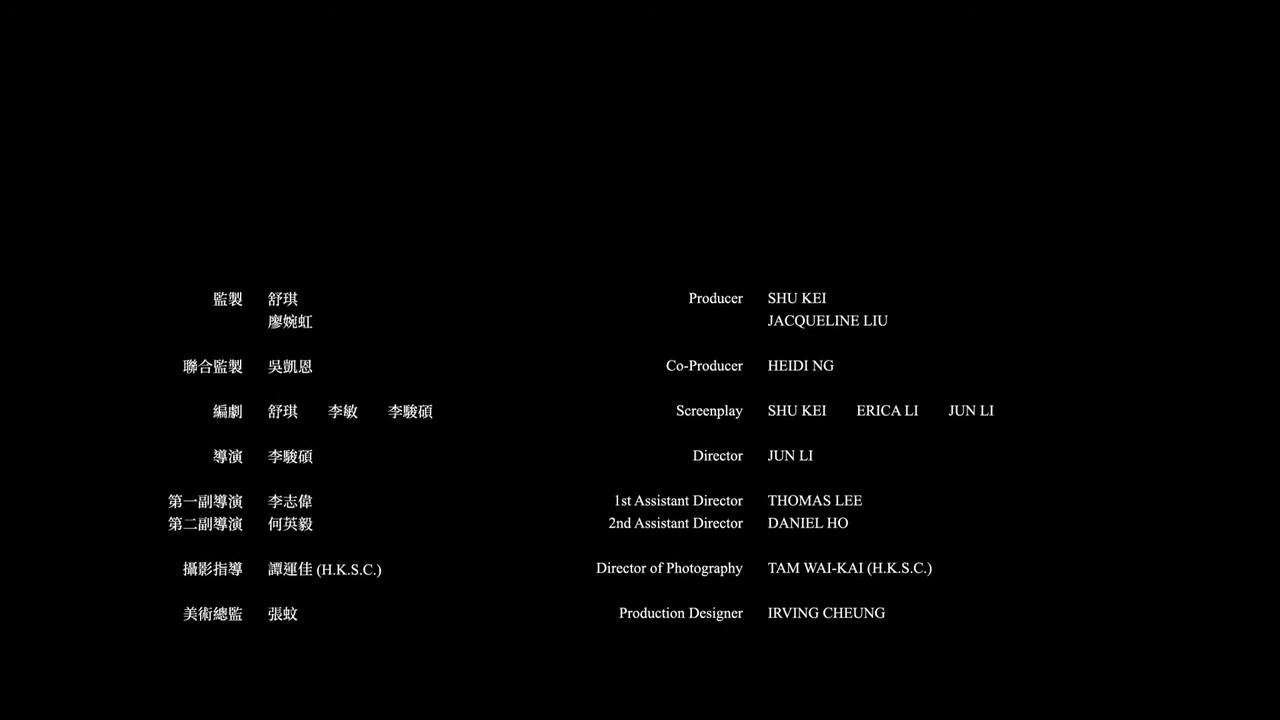 監製 舒琪 Producer SHU KEI
廖婉虹 JACQUELINE LIU
聯合監製 吳凱恩 Co-Producer HEIDI NG
編劇 舒琪 李敏 李駿碩 Screenplay SHU KEI ERICA LI JUN LI
導演 李駿碩 Director JUN LI
第一副導演 李志偉 1st Assistant Director THOMAS LEE
第二副導演 何英毅 2nd Assistant Director DANIEL HO
攝影指導 譚運佳 (H.K.S.C.) Director of Photography TAM WAI-KAI (H.K.S.C.)
美術總監 張蚊 Production Designer IRVING CHEUNG